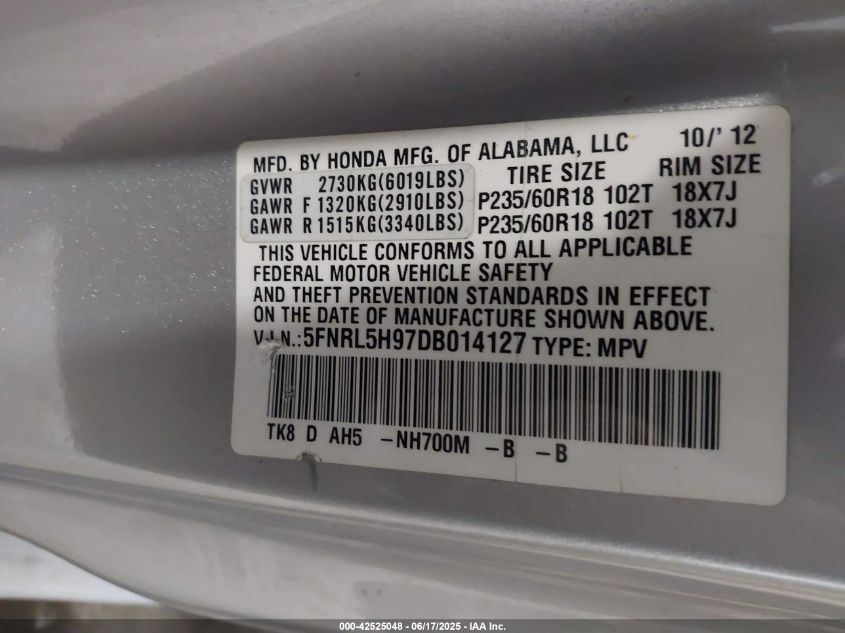 MFD. BY HONDA MFG. OF ALABAMA, LLC 10/'12
TIRE SIZE RIM SIZE
GVWR 2730KG(6019LBS)
GAWR F 1320KG(2910LBS) P235/60R18 102T 18X7J
GAWR R 1515KG(3340LBS) P235/60R18 102T 18X7J
THIS VEHICLE CONFORMS TO ALL APPLICABLE
FEDERAL MOTOR VEHICLE SAFETY
AND THEFT PREVENTION STANDARDS IN EFFECT
ON THE DATE OF MANUFACTURE SHOWN ABOVE.
V.I.N.:5FNRL5H97DB014127 TYPE: MPV
TK8 D AH5 -NH700M -B -B
000-42525048 - 06/17/2025 - IAA Inc.